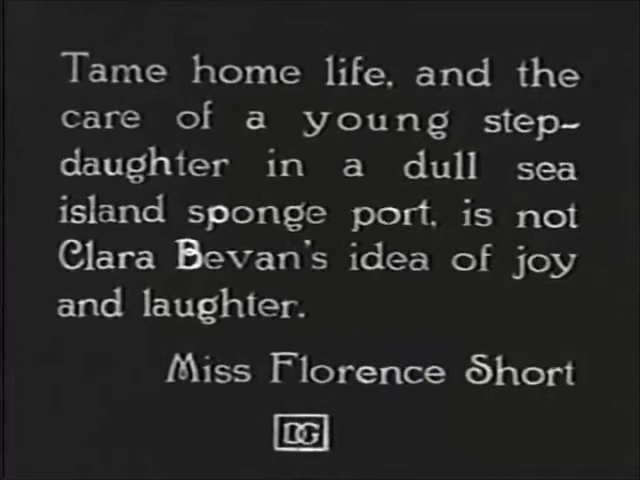 Tame home life, and the
care of a young step-
daughter in a dull sea
island sponge port, is not
Clara Bevan's idea of joy
and laughter.
Miss Florence Short
DG